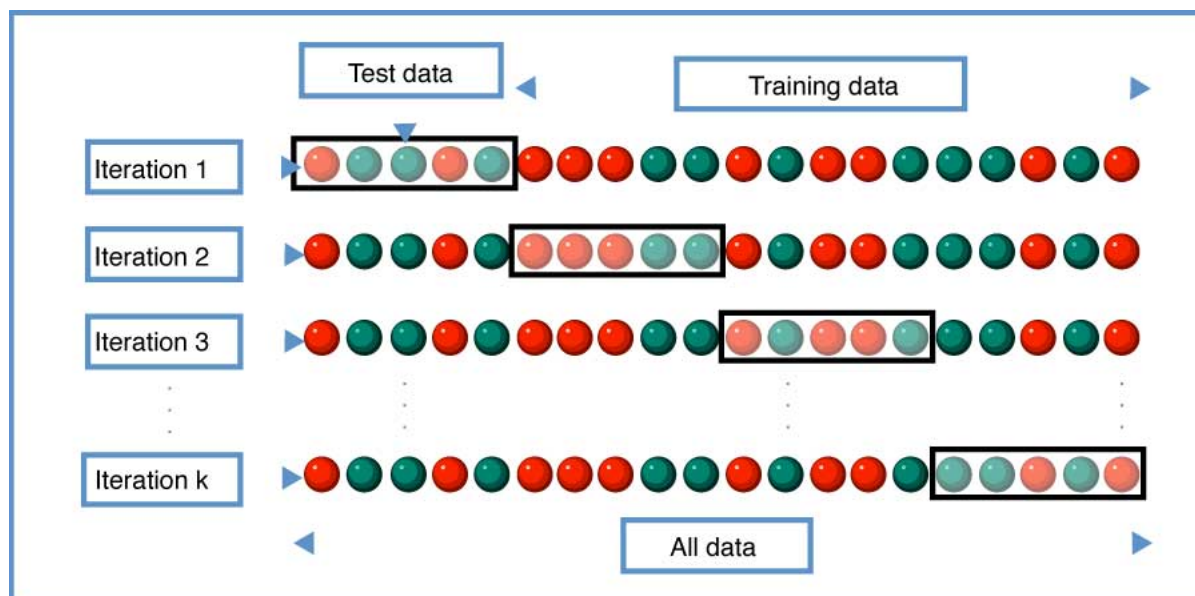 Test data
Training data
Iteration 1
Iteration 2
Iteration 3
Iteration k
All data